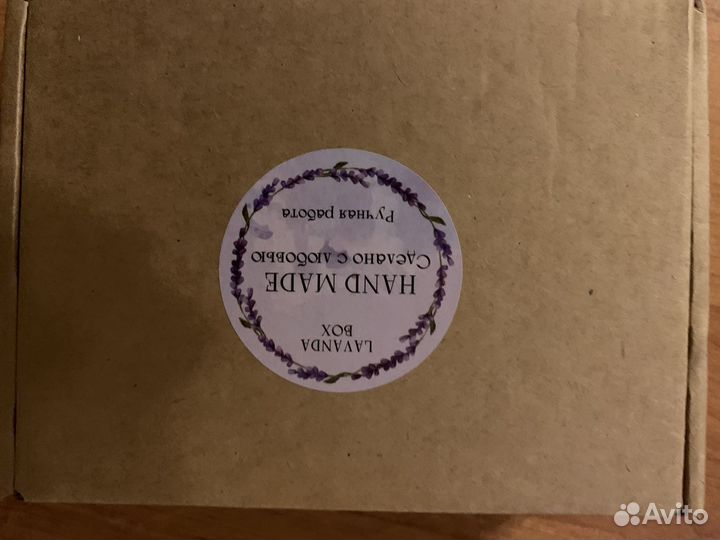 LAVANDA
BOX
HAND MADE
Сделано с любовью
Ручная работа
Avito